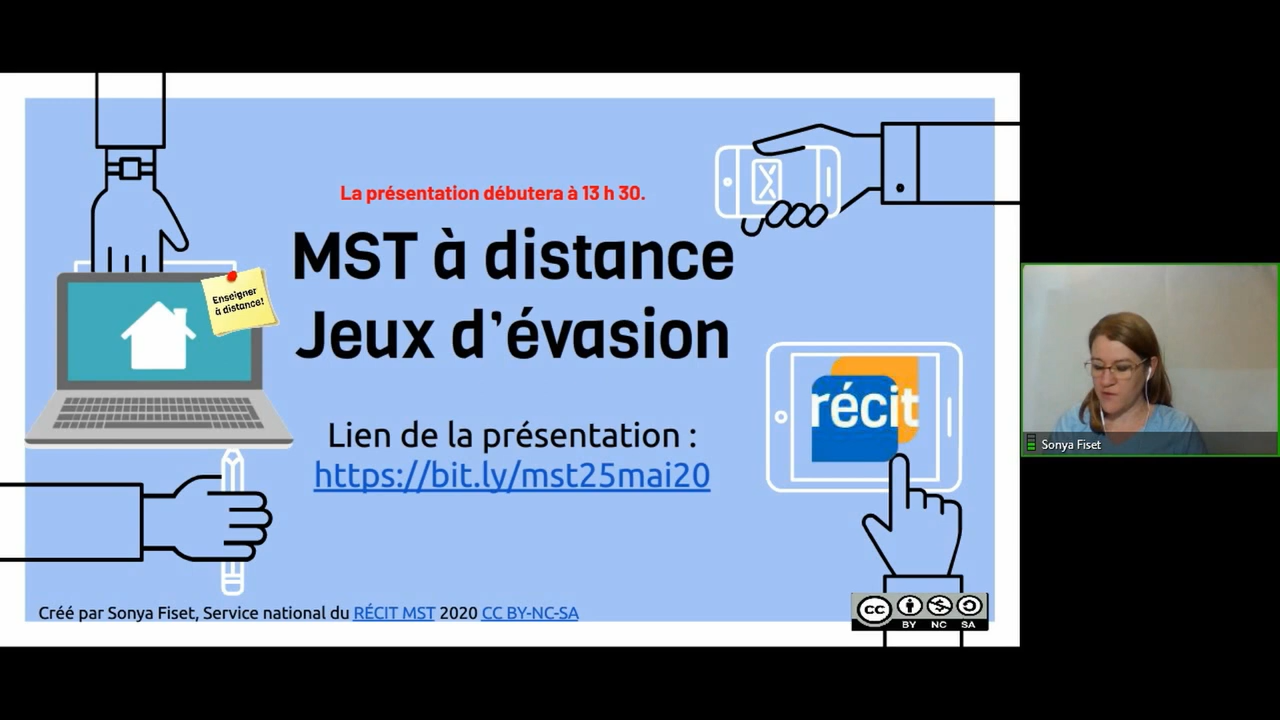 La présentation débutera à 13 h 30.
MST à distance
Jeux d'évasion
Enseigner
à distance!
récit
Lien de la présentation :
https://bit.ly/mst25mai20
Sonya Fiset
Créé par Sonya Fiset, Service national du RÉCIT MST 2020 CC BY-NC-SA
cc
BY NC SA